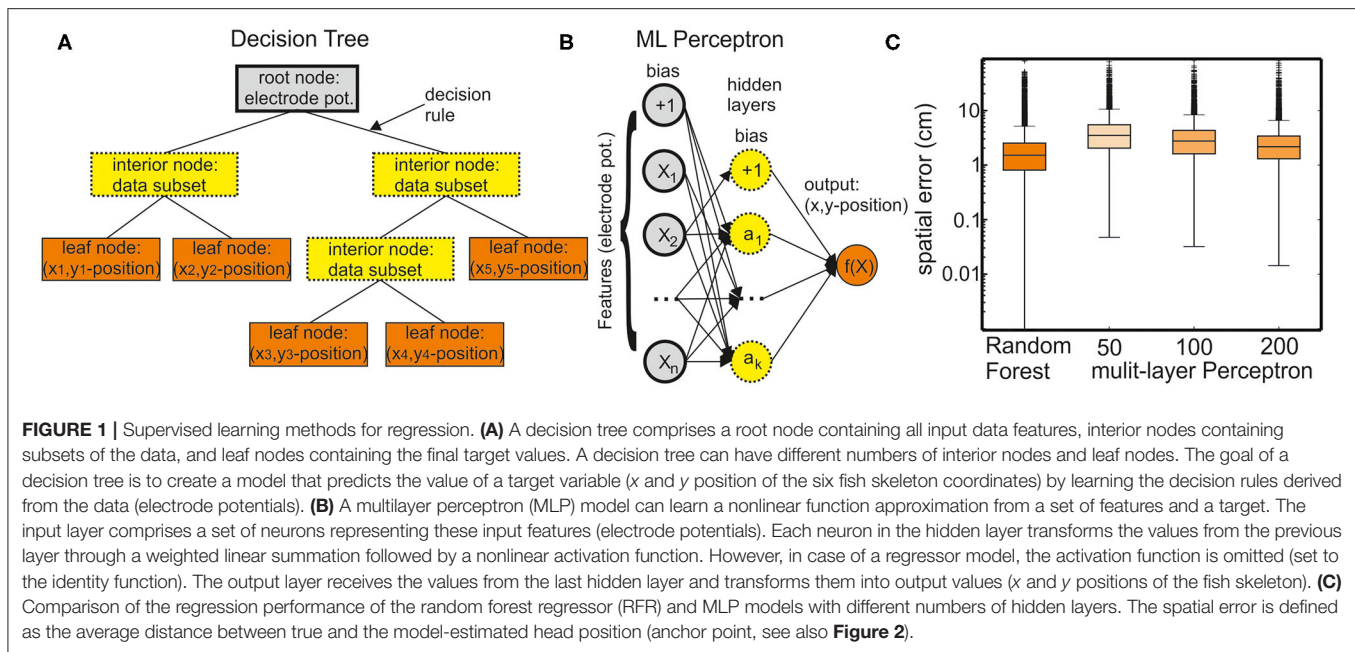 A
Decision Tree
root node:
electrode pot.
decision
rule
interior node:
data subset
interior node:
data subset
leaf node:
(x1,y1-position)
leaf node:
(x2,y2-position)
interior node:
data subset
leaf node:
(x5,y5-position)
leaf node:
(x3,y3-position)
leaf node:
(x4,y4-position)
B
ML Perceptron
bias
hidden
layers
+1
bias
X1
+1
output:
(x,y-position)
X2
a1
f(X)
Features (electrode pot.)
Xn
ak
C
spatial error (cm)
10
1
0.1
0.01
Random
Forest
50 100 200
mulit-layer Perceptron
FIGURE 1 | Supervised learning methods for regression. (A) A decision tree comprises a root node containing all input data features, interior nodes containing
subsets of the data, and leaf nodes containing the final target values. A decision tree can have different numbers of interior nodes and leaf nodes. The goal of a
decision tree is to create a model that predicts the value of a target variable (x and y position of the six fish skeleton coordinates) by learning the decision rules derived
from the data (electrode potentials). (B) A multilayer perceptron (MLP) model can learn a nonlinear function approximation from a set of features and a target. The
input layer comprises a set of neurons representing these input features (electrode potentials). Each neuron in the hidden layer transforms the values from the previous
layer through a weighted linear summation followed by a nonlinear activation function. However, in case of a regressor model, the activation function is omitted (set to
the identity function). The output layer receives the values from the last hidden layer and transforms them into output values (x and y positions of the fish skeleton). (C)
Comparison of the regression performance of the random forest regressor (RFR) and MLP models with different numbers of hidden layers. The spatial error is defined
as the average distance between true and the model-estimated head position (anchor point, see also Figure 2).